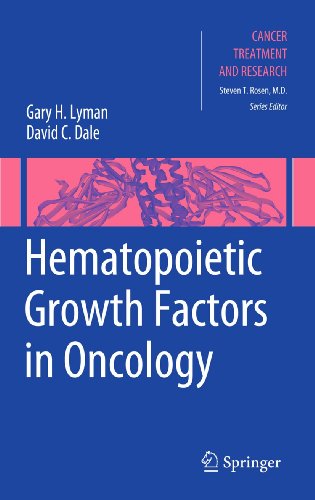 CANCER
TREATMENT
AND RESEARCH
Steven T. Rosen, M.D.
Series Editor
Gary H. Lyman
David C. Dale
Hematopoietic
Growth Factors
in Oncology
Springer